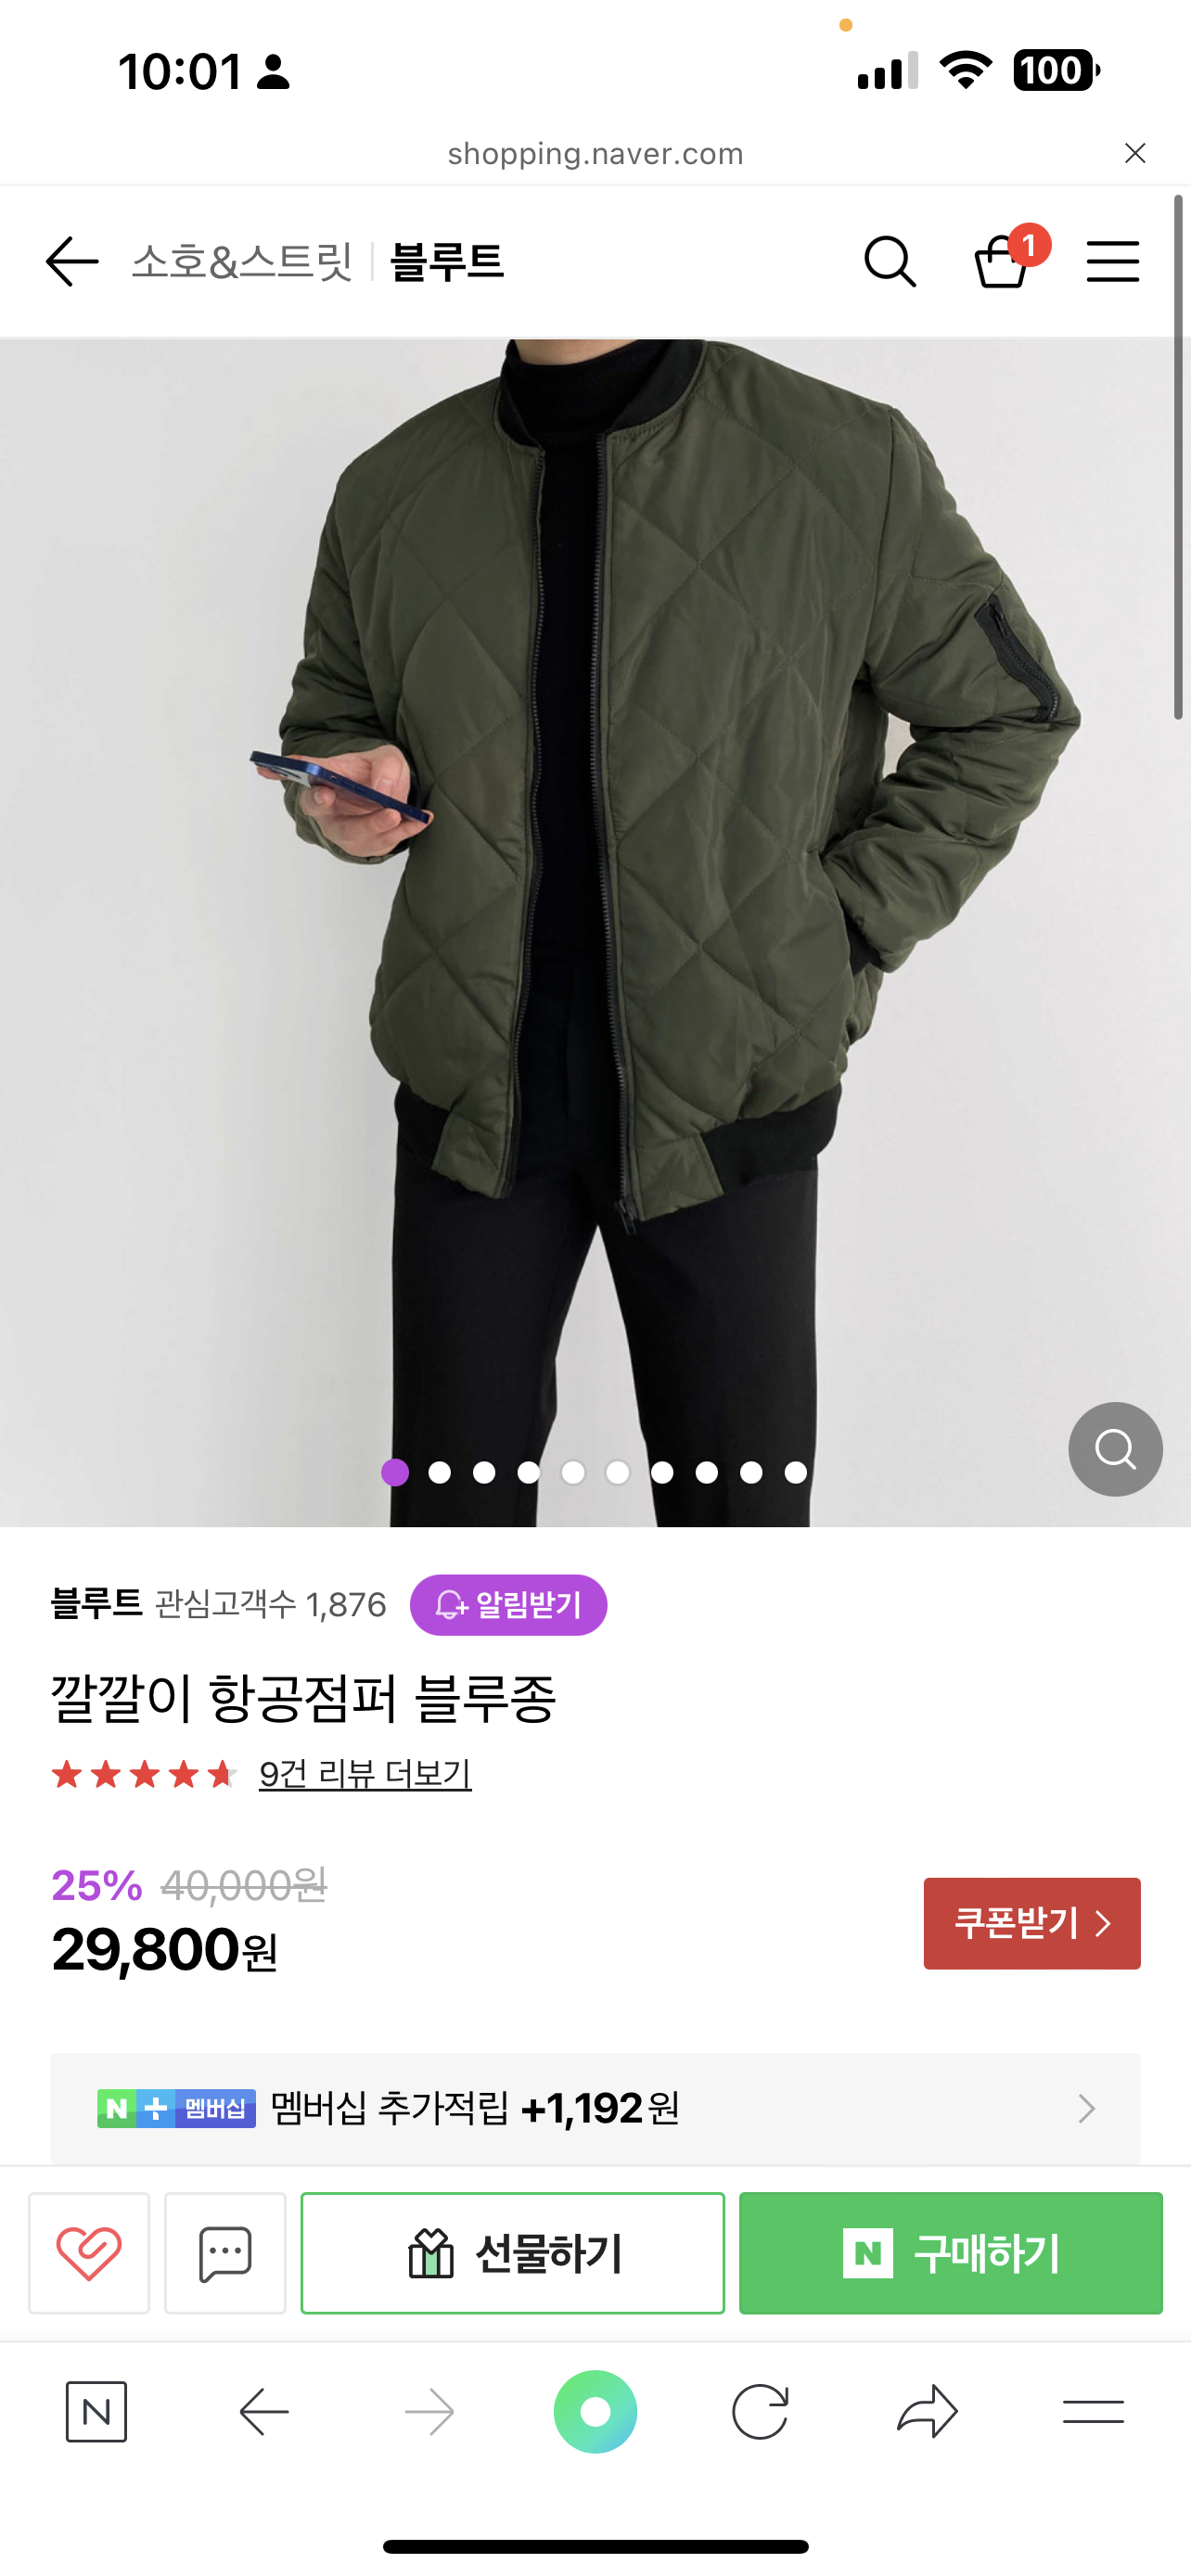 10:01
100
shopping.naver.com
소호&스트릿 블루트
1
블루트 관심고객수 1,876 알림받기
깔깔이 항공점퍼 블루종
9건 리뷰 더보기
25% 40,000원
29,800원
쿠폰받기
N + 멤버십 멤버십 추가적립 +1,192원
선물하기
N 구매하기
N